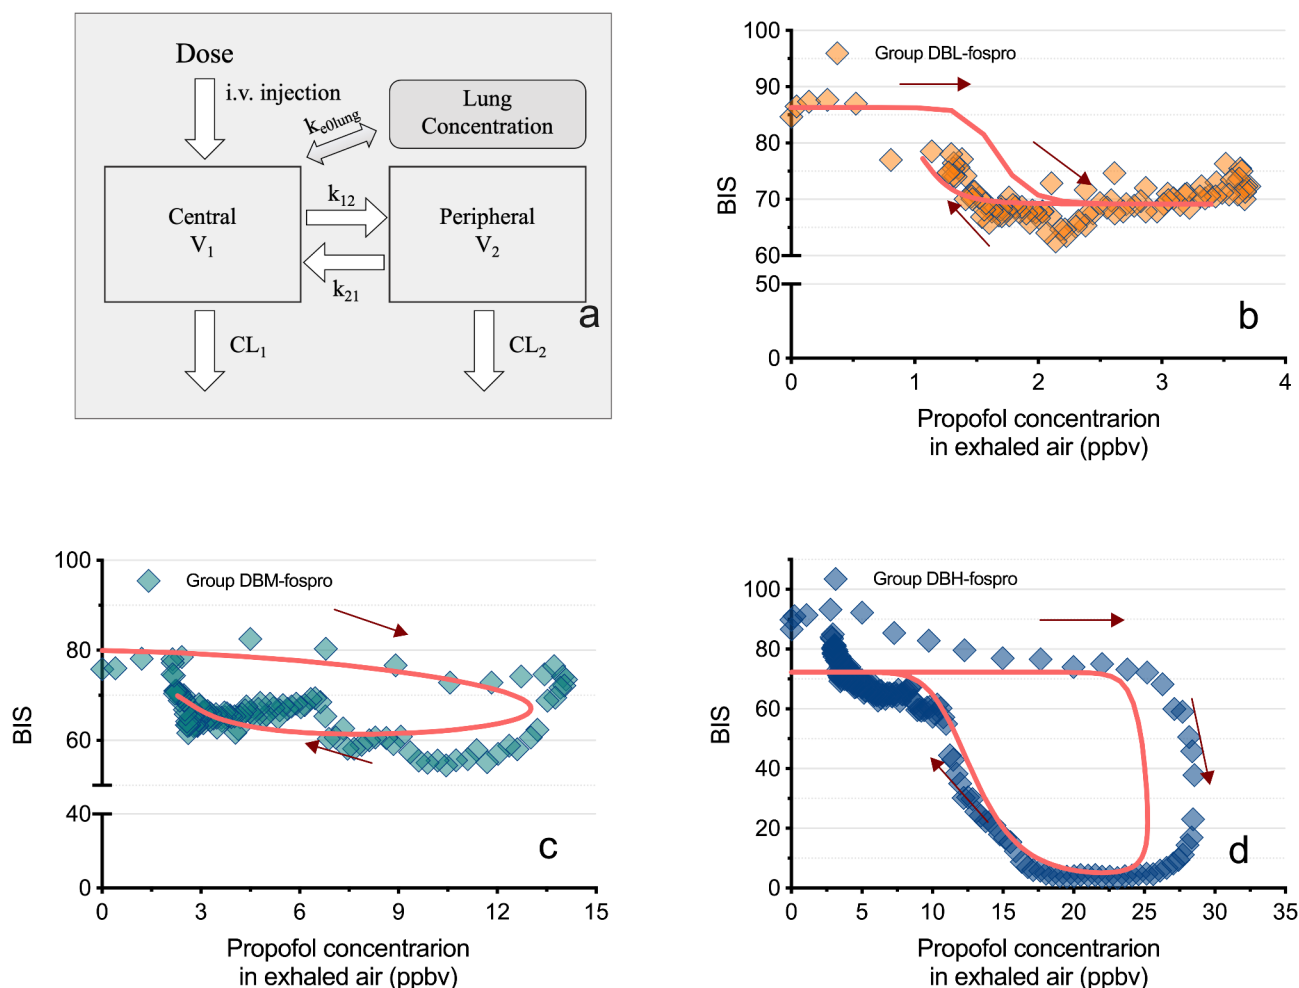 Dose
i.v. injection
k_e0lung
Lung
Concentration
Central
V1
k12
Peripheral
V2
k21
CL1
CL2
a
100
90
80
70
60
50
0
BIS
Group DBL-fospro
b
0 1 2 3 4
Propofol concentrarion
in exhaled air (ppbv)
100
80
60
40
0
BIS
Group DBM-fospro
c
0 3 6 9 12 15
Propofol concentrarion
in exhaled air (ppbv)
100
80
60
40
20
0
BIS
Group DBH-fospro
d
0 5 10 15 20 25 30 35
Propofol concentrarion
in exhaled air (ppbv)